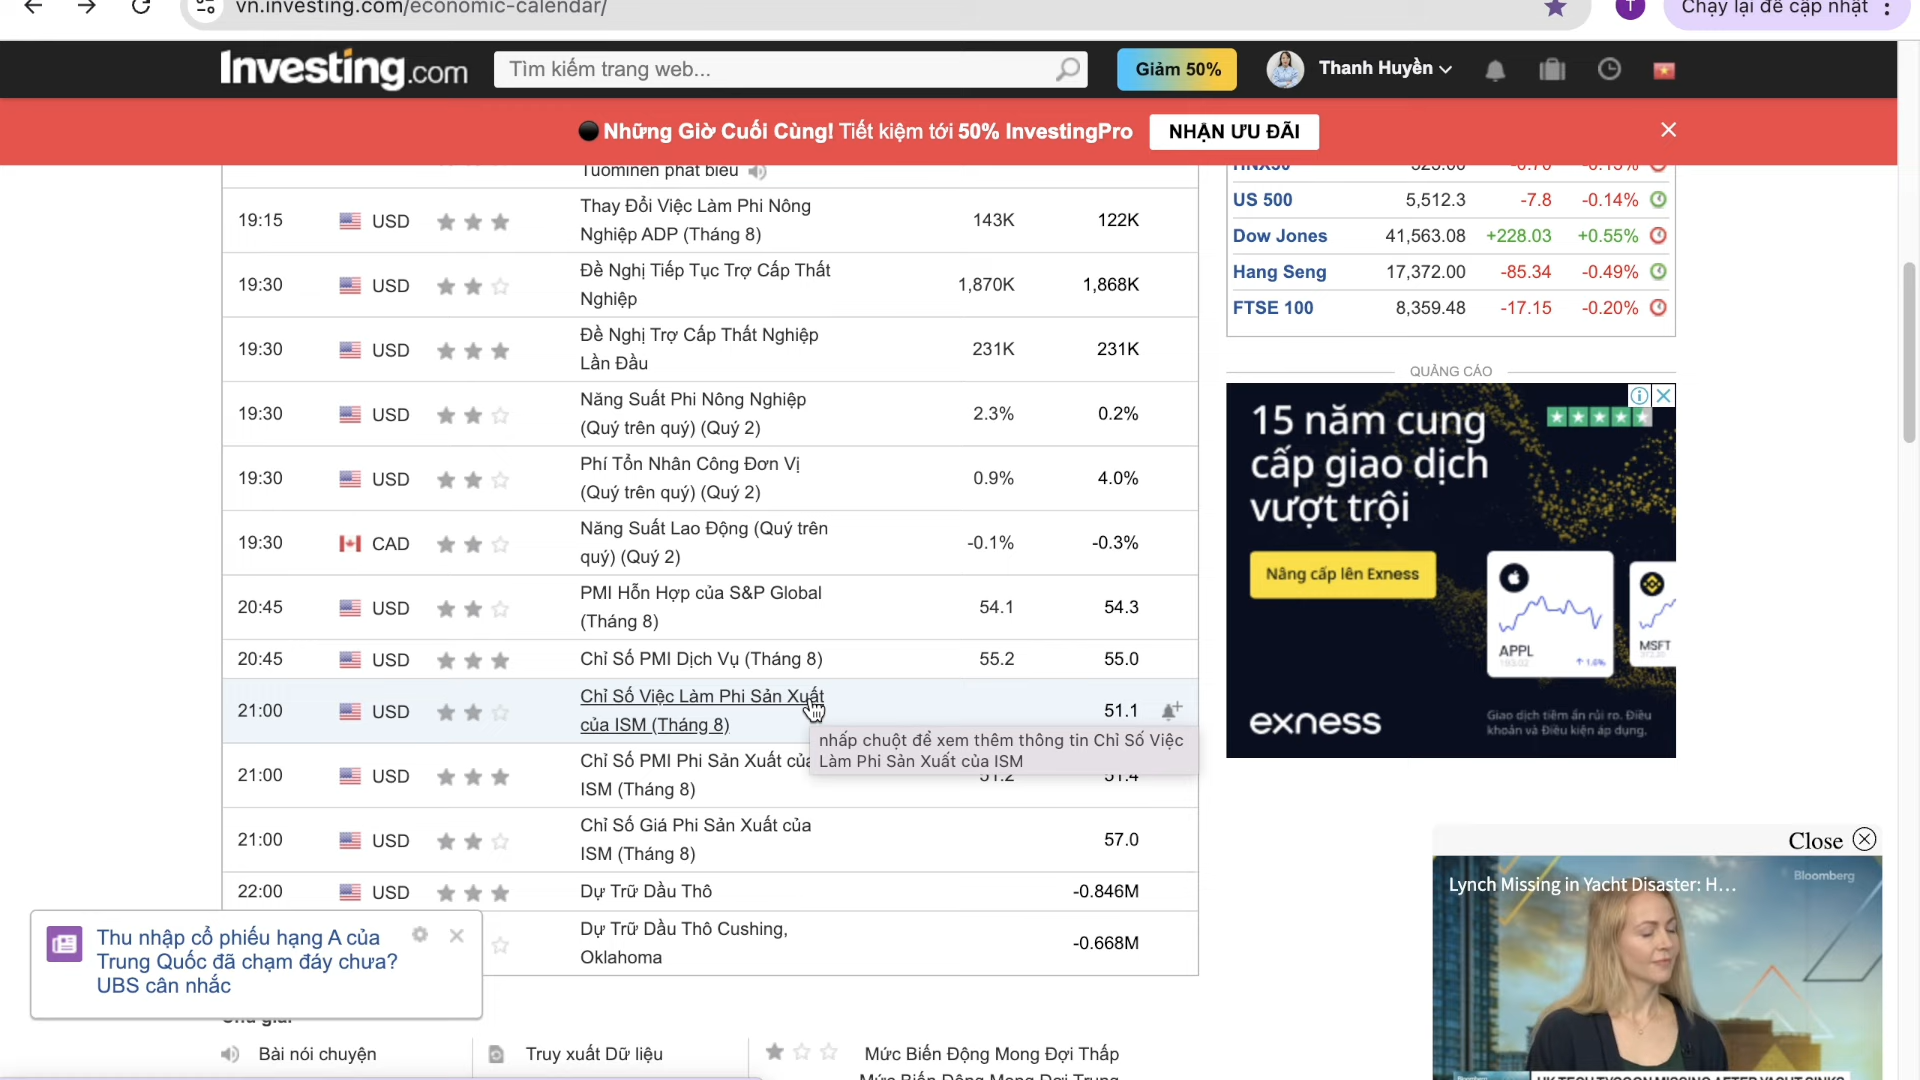 vn.investing.com/economic-calendar/
T
Chạy lại để cập nhật
Investing.com
Tìm kiếm trang web...
Giảm 50%
Thanh Huyền
Những Giờ Cuối Cùng! Tiết kiệm tới 50% InvestingPro
NHẬN ƯU ĐÃI
Tuominen phát biểu
19:15 USD Thay Đổi Việc Làm Phi Nông 143K 122K
Nghiệp ADP (Tháng 8)
19:30 USD Đề Nghị Tiếp Tục Trợ Cấp Thất 1,870K 1,868K
Nghiệp
19:30 USD Đề Nghị Trợ Cấp Thất Nghiệp 231K 231K
Lần Đầu
19:30 USD Năng Suất Phi Nông Nghiệp 2.3% 0.2%
(Quý trên quý) (Quý 2)
19:30 USD Phí Tổn Nhân Công Đơn Vị 0.9% 4.0%
(Quý trên quý) (Quý 2)
19:30 CAD Năng Suất Lao Động (Quý trên -0.1% -0.3%
quý) (Quý 2)
20:45 USD PMI Hỗn Hợp của S&P Global 54.1 54.3
(Tháng 8)
20:45 USD Chỉ Số PMI Dịch Vụ (Tháng 8) 55.2 55.0
21:00 USD Chỉ Số Việc Làm Phi Sản Xuất 51.1
của ISM (Tháng 8)
nhấp chuột để xem thêm thông tin Chỉ Số Việc
Làm Phi Sản Xuất của ISM
21:00 USD Chỉ Số PMI Phi Sản Xuất của 51.2 51.4
ISM (Tháng 8)
21:00 USD Chỉ Số Giá Phi Sản Xuất của 57.0
ISM (Tháng 8)
22:00 USD Dự Trữ Dầu Thô -0.846M
Dự Trữ Dầu Thô Cushing, -0.668M
Oklahoma
Thu nhập cổ phiếu hạng A của
Trung Quốc đã chạm đáy chưa?
UBS cân nhắc
Bài nói chuyện
Truy xuất Dữ liệu
Mức Biến Động Mong Đợi Thấp
Mức Biến Động Mong Đợi Trung
US 500 5,512.3 -7.8 -0.14%
Dow Jones 41,563.08 +228.03 +0.55%
Hang Seng 17,372.00 -85.34 -0.49%
FTSE 100 8,359.48 -17.15 -0.20%
QUẢNG CÁO
15 năm cung
cấp giao dịch
vượt trội
Nâng cấp lên Exness
APPL
MSFT
exness
Giao dịch tiềm ẩn rủi ro. Điều
khoản và Điều kiện áp dụng.
Close
Lynch Missing in Yacht Disaster: H...
Bloomberg
UK TECH TYCOON MISSING AFTER YACHT SINKS